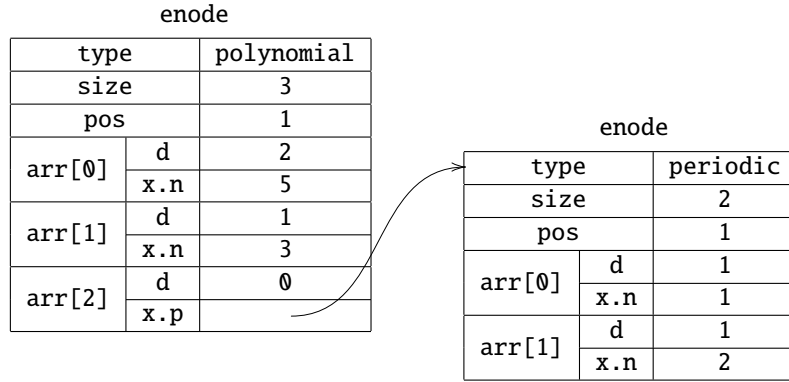 enode
type polynomial
size 3
pos 1
arr[0] d 2
x.n 5
arr[1] d 1
x.n 3
arr[2] d 0
x.p
enode
type periodic
size 2
pos 1
arr[0] d 1
x.n 1
arr[1] d 1
x.n 2